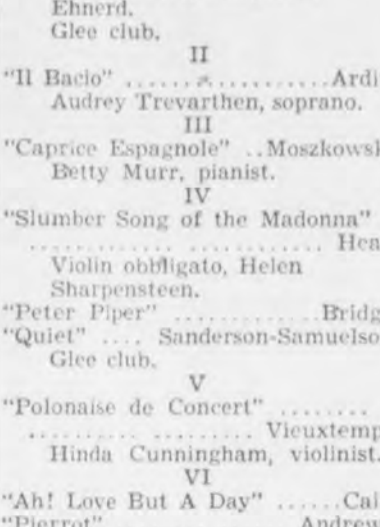 Ehnerd.
Glee club.
II
"Il Bacio" ..................Ardi
Audrey Trevarthen, soprano.
III
"Caprice Espagnole" ..Moszkowsk
Betty Murr, pianist.
IV
"Slumber Song of the Madonna"
........................... Hea
Violin obbligato, Helen
Sharpensteen.
"Peter Piper" .............Bridg
"Quiet" .... Sanderson-Samuelso
Glee club.
V
"Polonaise de Concert" ........
.................... Vieuxtemp
Hinda Cunningham, violinist.
VI
"Ah! Love But A Day" ......Cai
"Pierrot" .................Andrew